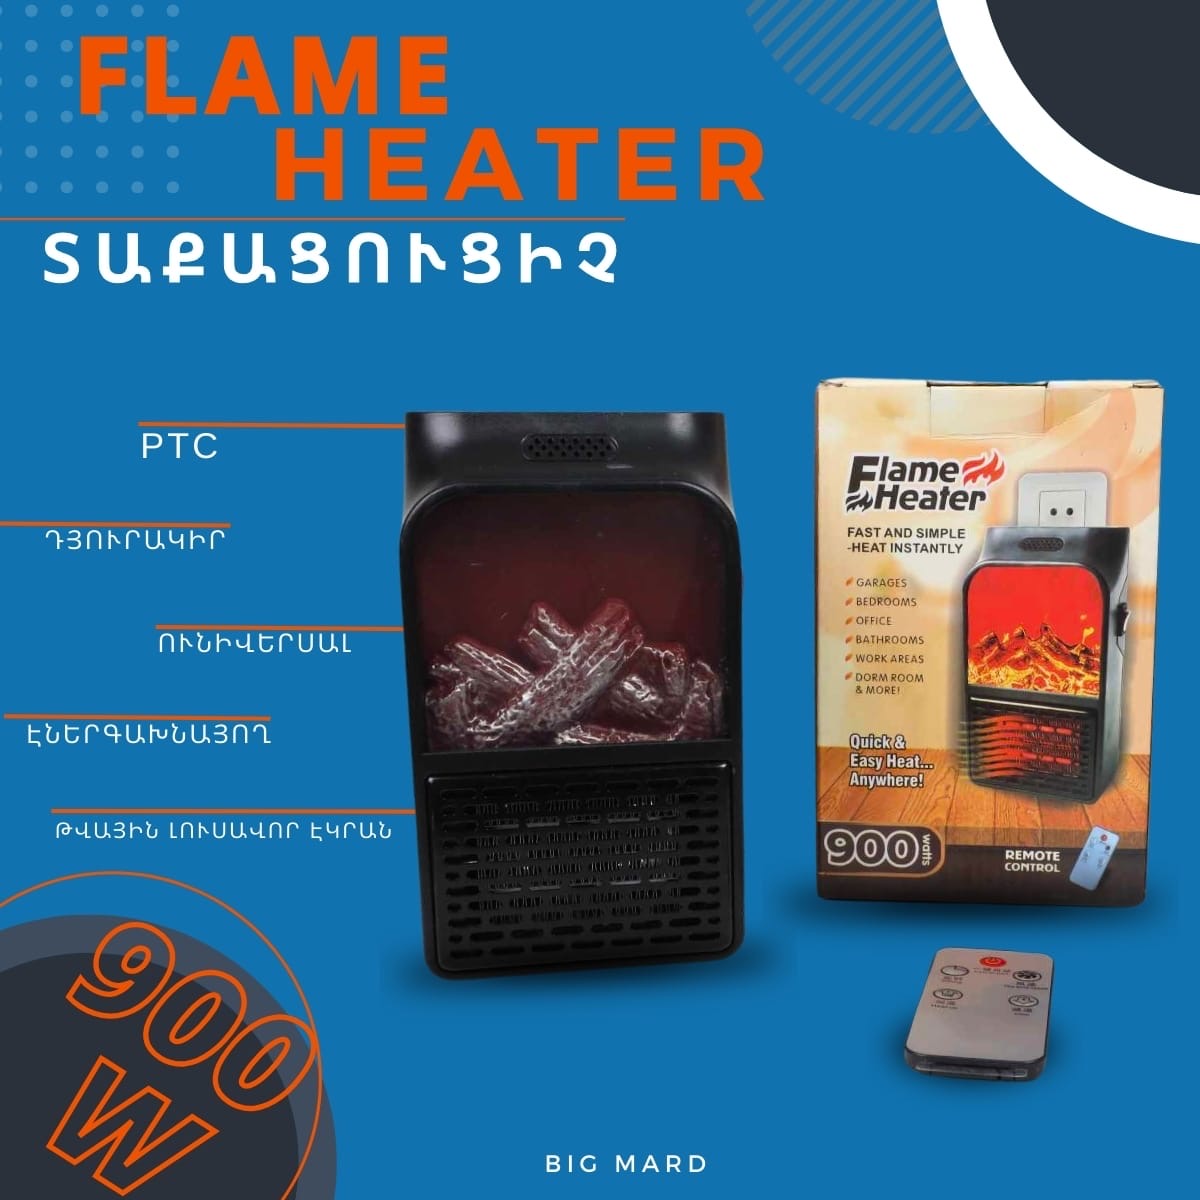 FLAME
HEATER
ՏԱՔԱՑՈՒՑԻՉ
PTC
ԴՅՈՒՐԱԿԻՐ
ՈՒՆԻՎԵՐՍԱԼ
ԷՆԵՐԳԱԽՆԱՅՈՂ
ԹՎԱՅԻՆ ԼՈՒՍԱՎՈՐ ԷԿՐԱՆ
900
W
Flame
Heater
FAST AND SIMPLE
-HEAT INSTANTLY
GARAGES
BEDROOMS
OFFICE
BATHROOMS
WORK AREAS
DORM ROOM
& MORE!
Quick &
Easy Heat...
Anywhere!
900 watts
REMOTE
CONTROL
BIG MARD